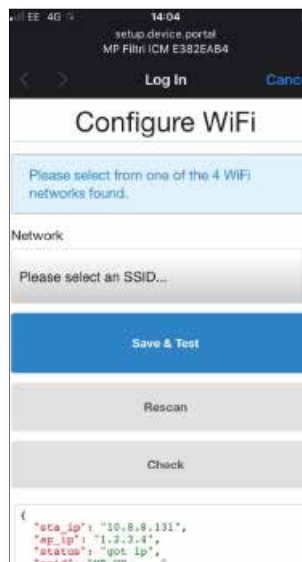 EE 4G
14:04
setup.device.portal
MP Filtri ICM E382EAB4
Log In
Cance
Configure WiFi
Please select from one of the 4 WiFi
networks found.
Network
Please select an SSID...
Save & Test
Rescan
Check
{
"sta_ip": "10.8.8.131",
"ap_ip": "1.2.3.4",
"status": "got ip",